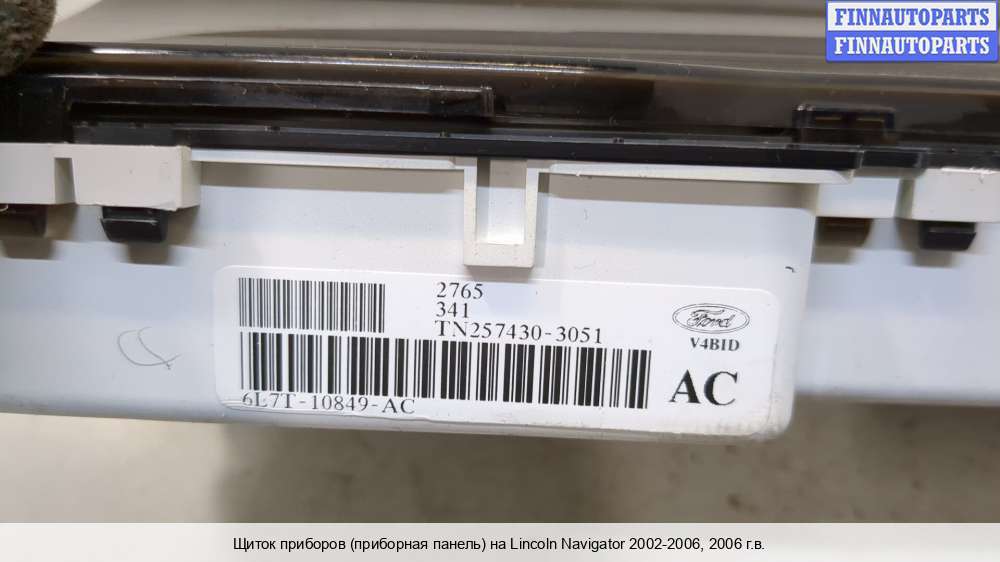 FINNAUTOPARTS
FINNAUTOPARTS
2765
341
TN257430-3051
Ford
V4BID
AC
6L7T-10849-AC
Щиток приборов (приборная панель) на Lincoln Navigator 2002-2006, 2006 г.в.